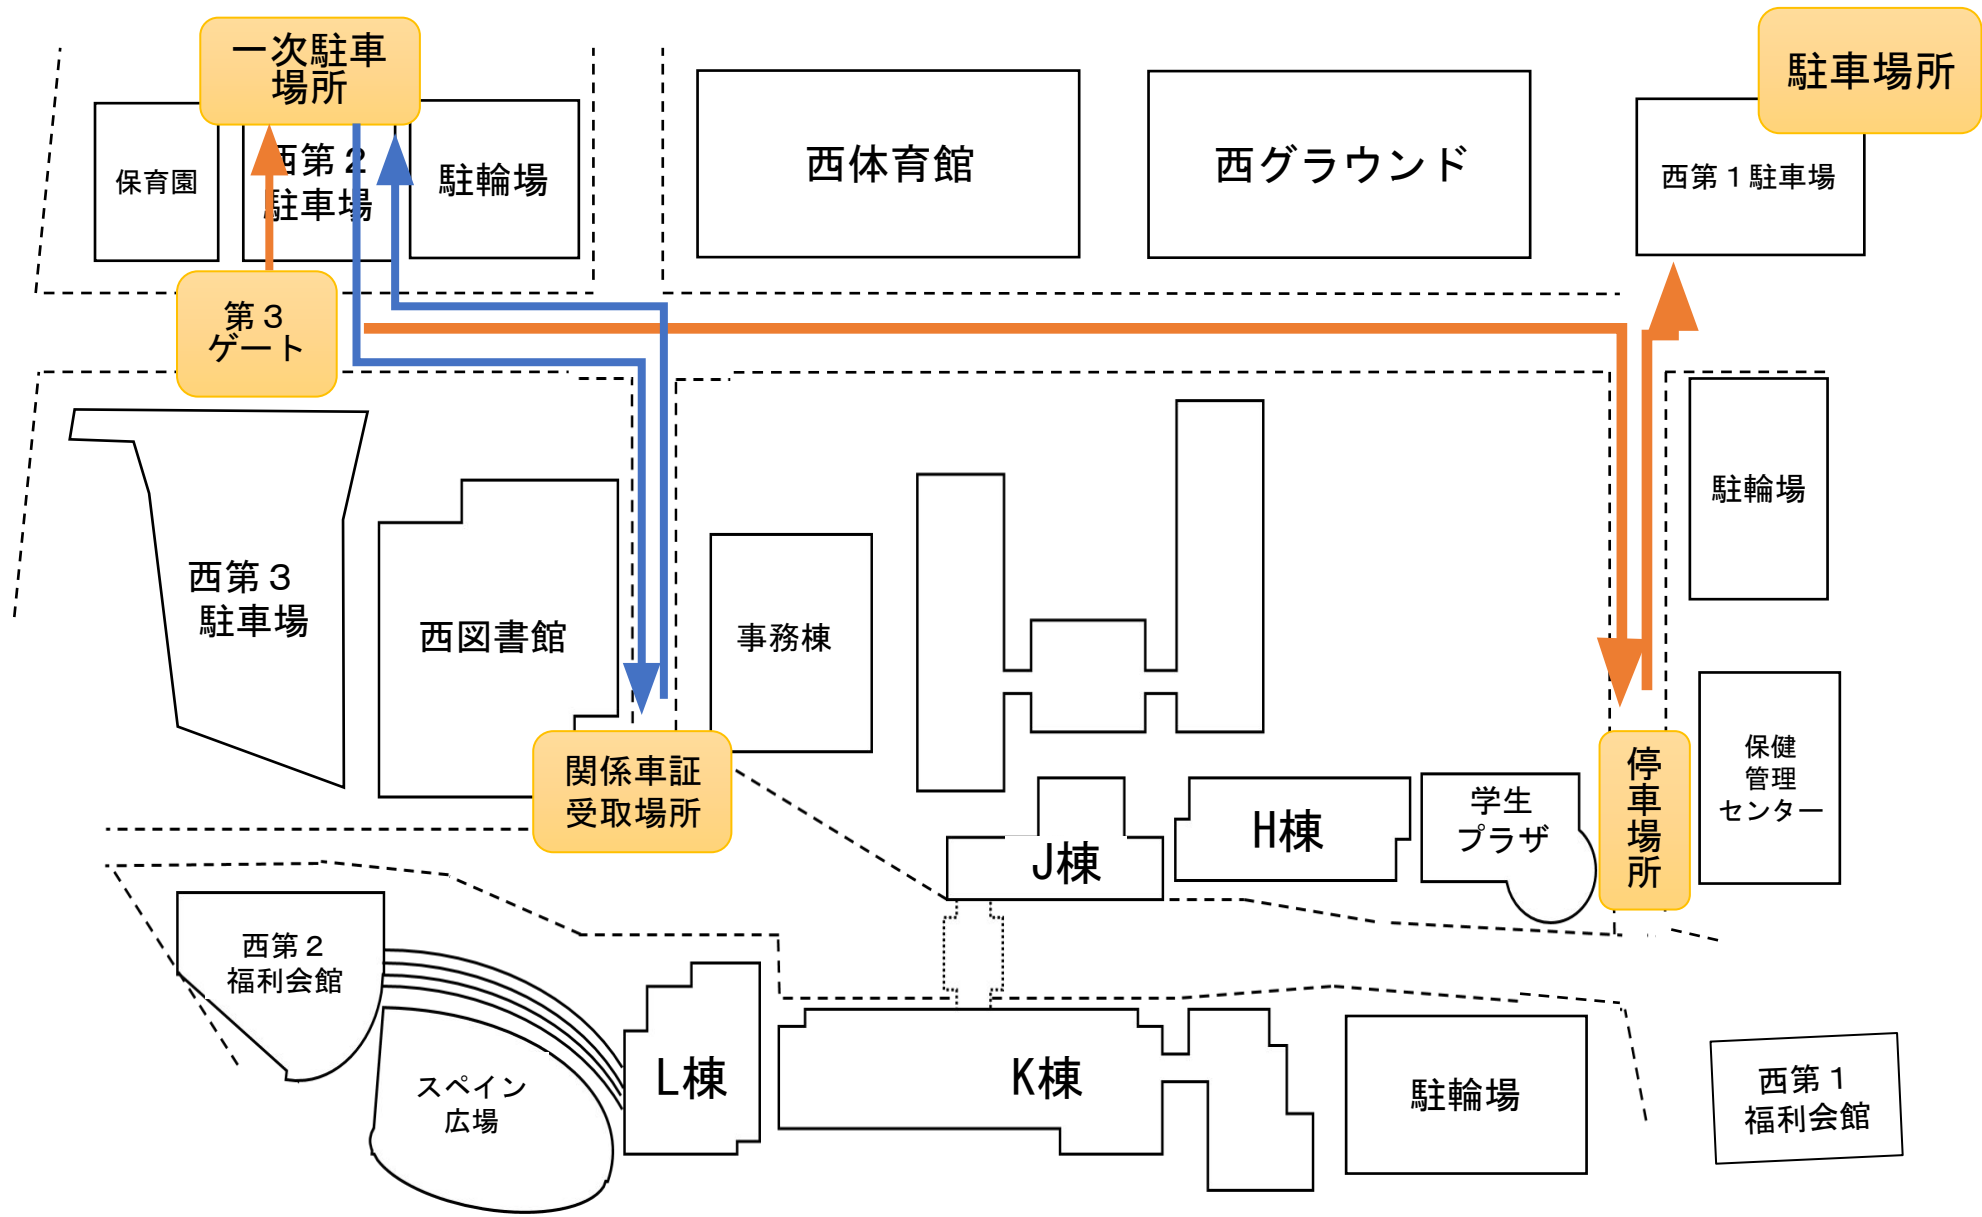 一次駐車
場所
駐車場所
保育園
西第２
駐車場
駐輪場
西体育館
西グラウンド
西第１駐車場
第３
ゲート
西第３
駐車場
西図書館
事務棟
駐輪場
関係車証
受取場所
J棟
H棟
学生
プラザ
停車場所
保健
管理
センター
西第２
福利会館
スペイン
広場
L棟
K棟
駐輪場
西第１
福利会館